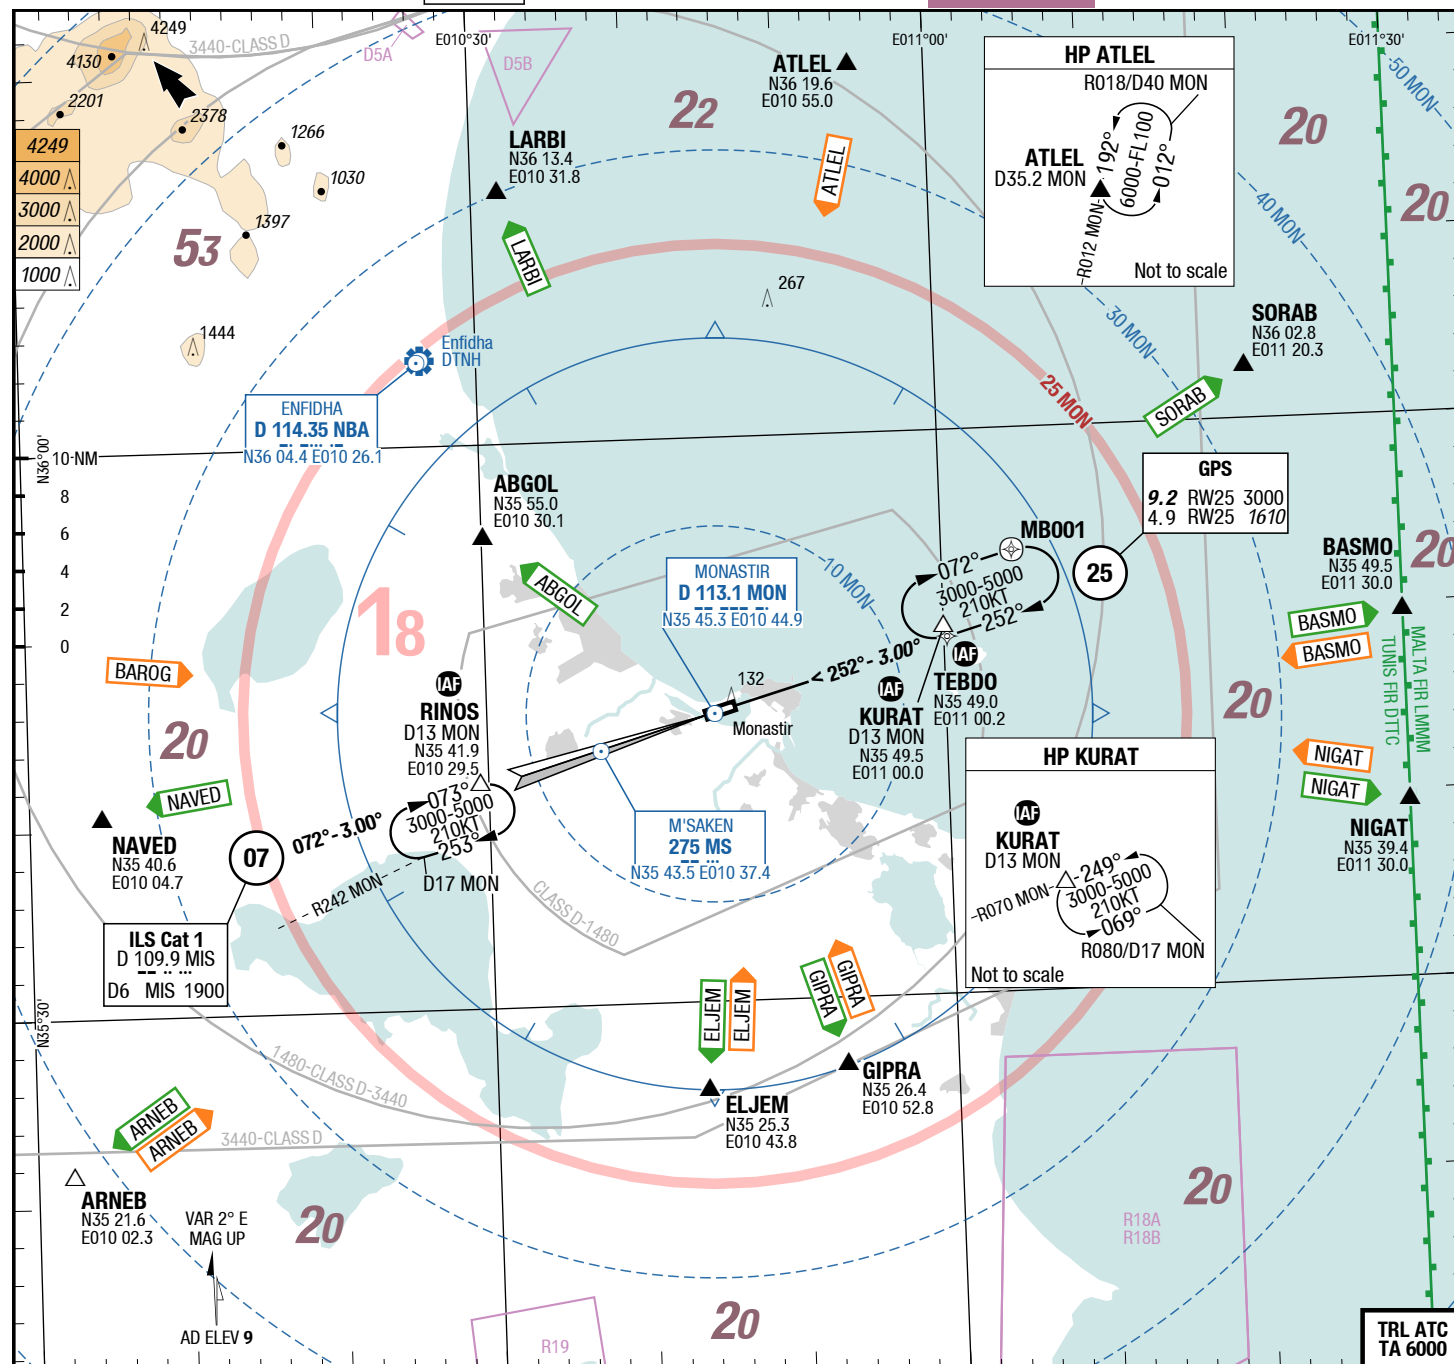 4249
3440-CLASS D
4130
2201
2378
1266
1030
1397
1444
4249
4000
3000
2000
1000
53
D5A
D5B
E010°30'
E011°00'
E011°30'
22
20
20
ATLEL
N36 19.6
E010 55.0
LARBI
N36 13.4
E010 31.8
ATLEL
LARBI
HP ATLEL
R018/D40 MON
ATLEL
D35.2 MON
192°
6000-FL100
012°
R012 MON
Not to scale
50 MON
40 MON
30 MON
25 MON
10 MON
267
SORAB
N36 02.8
E011 20.3
SORAB
Enfidha
DTNH
ENFIDHA
D 114.35 NBA
N36 04.4 E010 26.1
N36°00'
10 NM
8
6
4
2
0
ABGOL
N35 55.0
E010 30.1
ABGOL
GPS
9.2 RW25 3000
4.9 RW25 1610
25
MB001
072°
3000-5000
210KT
252°
20
BASMO
N35 49.5
E011 30.0
BASMO
BASMO
MALTA FIR LMMM
TUNIS FIR DTTC
MONASTIR
D 113.1 MON
N35 45.3 E010 44.9
18
BAROG
20
< 252°- 3.00°
IAF
TEBDO
N35 49.0
E011 00.2
IAF
KURAT
D13 MON
N35 49.5
E011 00.0
132
Monastir
IAF
RINOS
D13 MON
N35 41.9
E010 29.5
073°
3000-5000
210KT
253°
D17 MON
R242 MON
20
NIGAT
NIGAT
NIGAT
N35 39.4
E011 30.0
NAVED
NAVED
N35 40.6
E010 04.7
07
072°- 3.00°
M'SAKEN
275 MS
N35 43.5 E010 37.4
HP KURAT
IAF
KURAT
D13 MON
249°
3000-5000
210KT
069°
R070 MON
R080/D17 MON
Not to scale
CLASS D-1480
ILS Cat 1
D 109.9 MIS
D6 MIS 1900
N35°30'
ELJEM
ELJEM
GIPRA
GIPRA
GIPRA
N35 26.4
E010 52.8
ELJEM
N35 25.3
E010 43.8
1480-CLASS D-3440
3440-CLASS D
ARNEB
ARNEB
ARNEB
N35 21.6
E010 02.3
20
VAR 2° E
MAG UP
AD ELEV 9
20
R18A
R18B
20
R19
TRL ATC
TA 6000